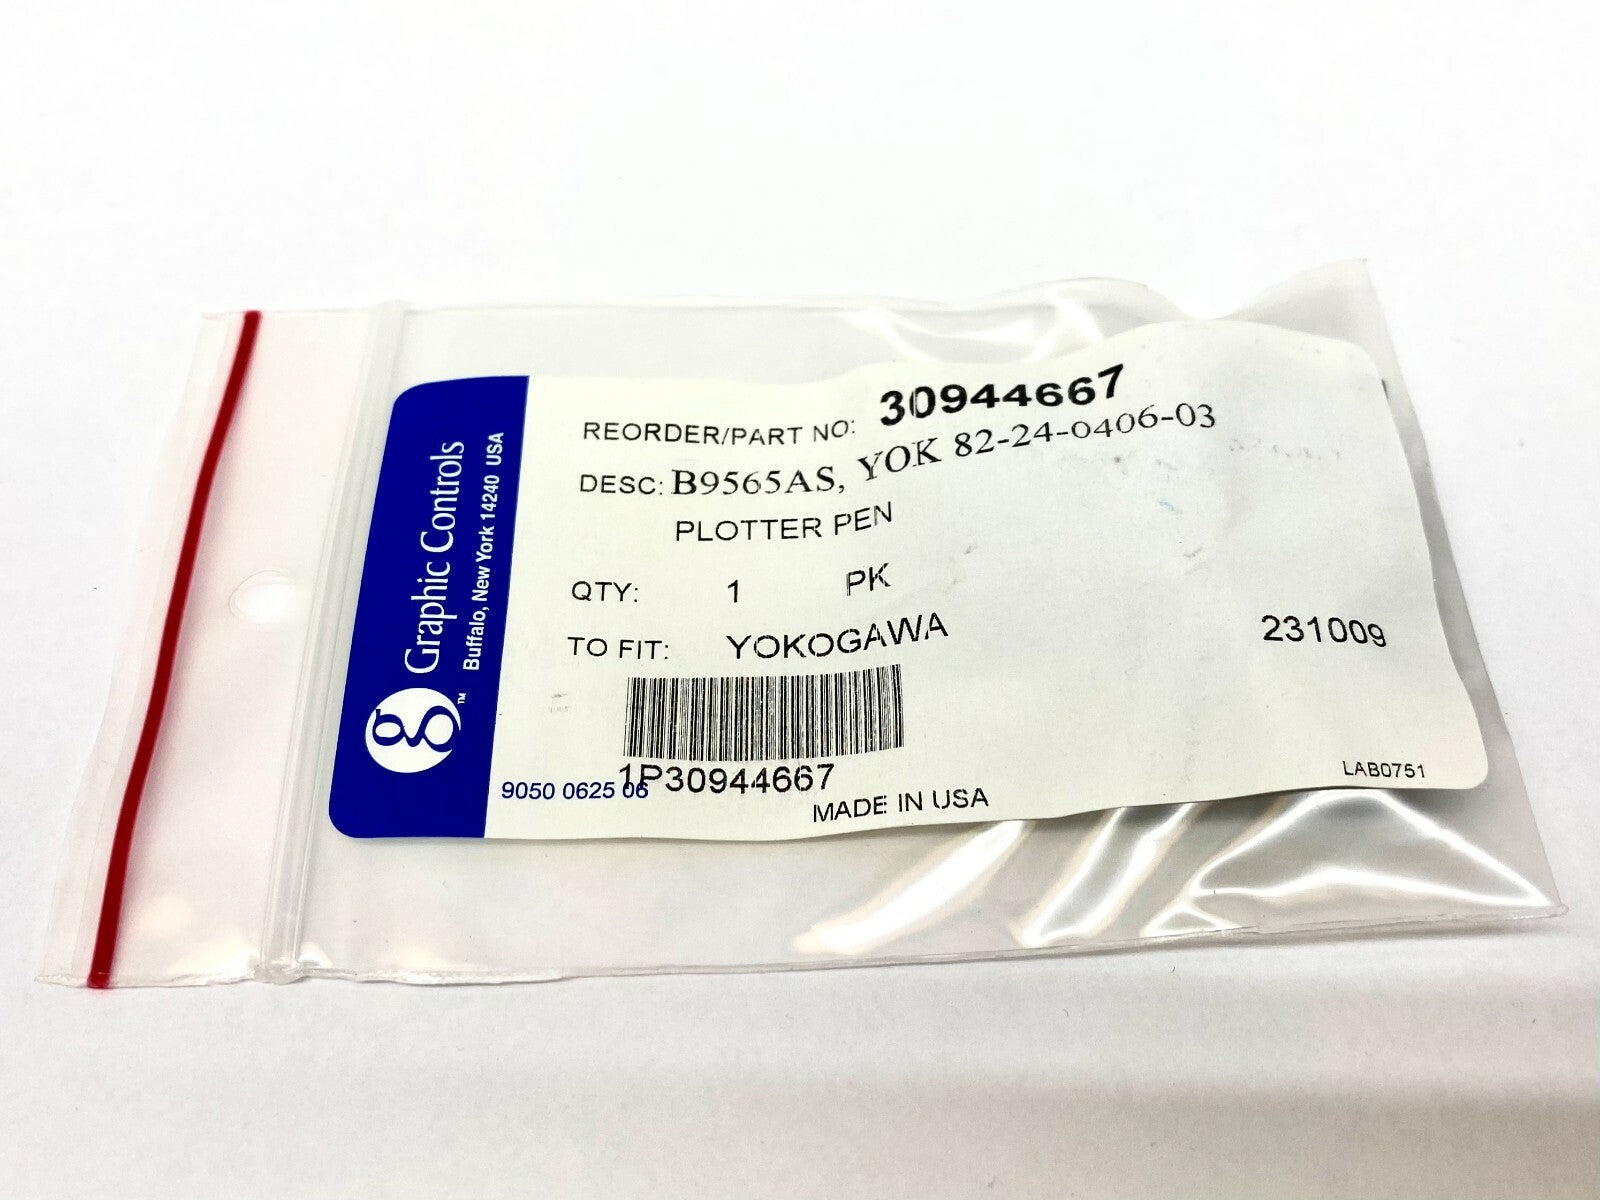 g™ Graphic Controls
Buffalo, New York 14240 USA
REORDER/PART NO: 30944667
DESC: B9565AS, YOK 82-24-0406-03
PLOTTER PEN
QTY: 1 PK
TO FIT: YOKOGAWA
231009
1P30944667
9050 0625 06
MADE IN USA
LAB0751